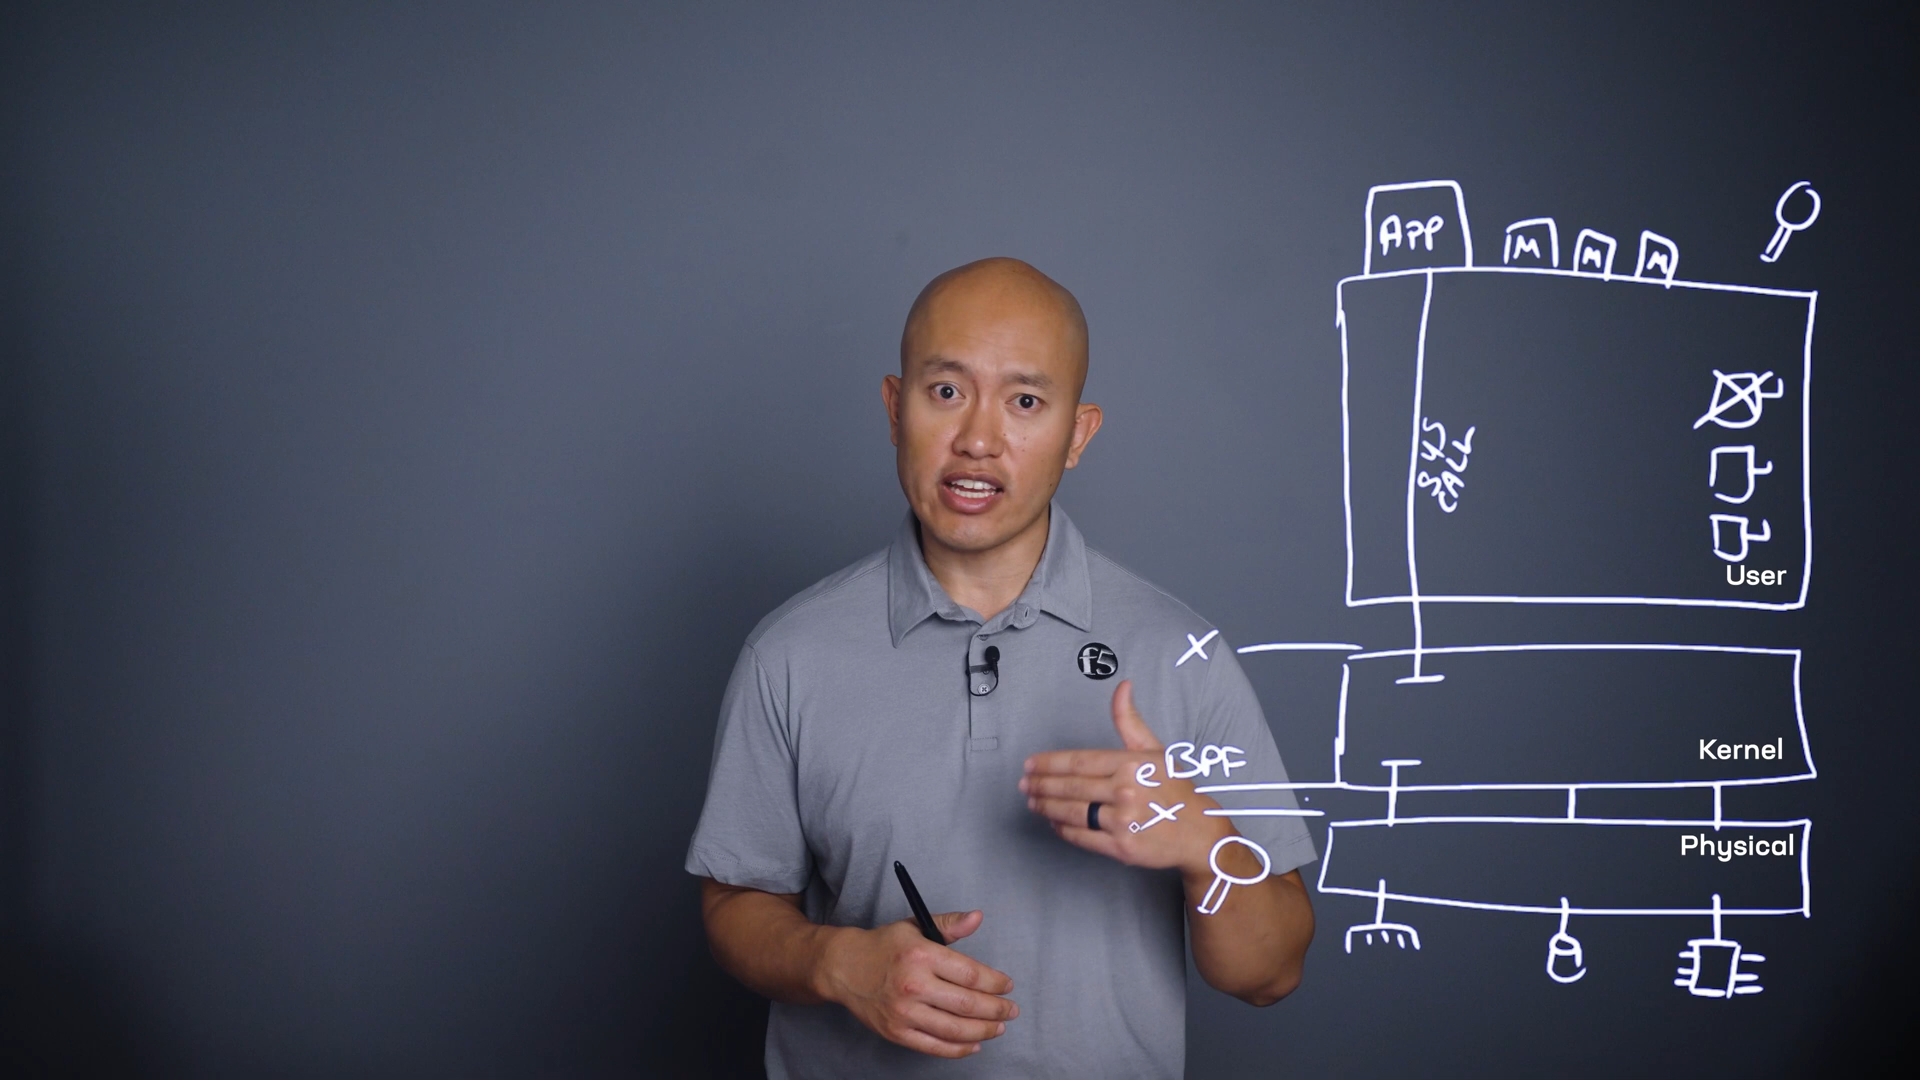 APP
M
M
M
SYS
CALL
User
f5
x
Kernel
eBPF
x
Physical